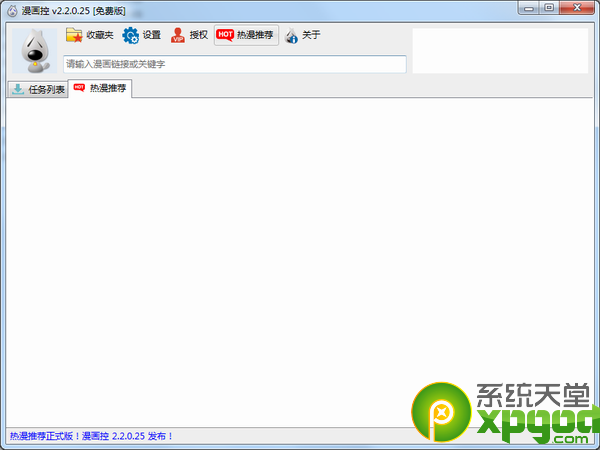 漫画控 v2.2.0.25 [免费版]
收藏夹 设置 VIP 授权 HOT 热漫推荐 关于
请输入漫画链接或关键字
任务列表 HOT 热漫推荐
热漫推荐正式版！漫画控 2.2.0.25 发布！
系统天堂
xpgod
.com